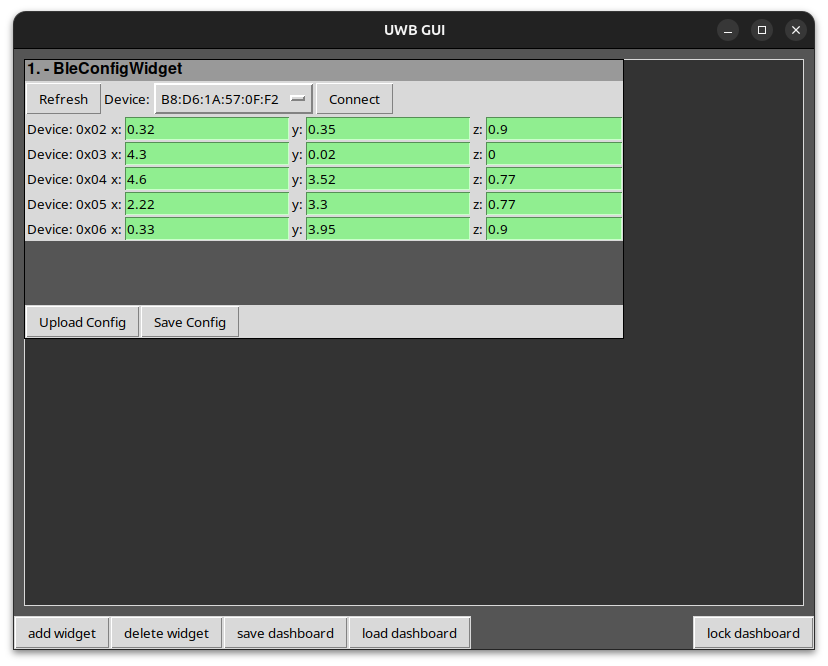 UWB GUI
1. - BleConfigWidget
Refresh Device: B8:D6:1A:57:0F:F2 Connect
Device: 0x02 x: 0.32 y: 0.35 z: 0.9
Device: 0x03 x: 4.3 y: 0.02 z: 0
Device: 0x04 x: 4.6 y: 3.52 z: 0.77
Device: 0x05 x: 2.22 y: 3.3 z: 0.77
Device: 0x06 x: 0.33 y: 3.95 z: 0.9
Upload Config Save Config
add widget delete widget save dashboard load dashboard lock dashboard